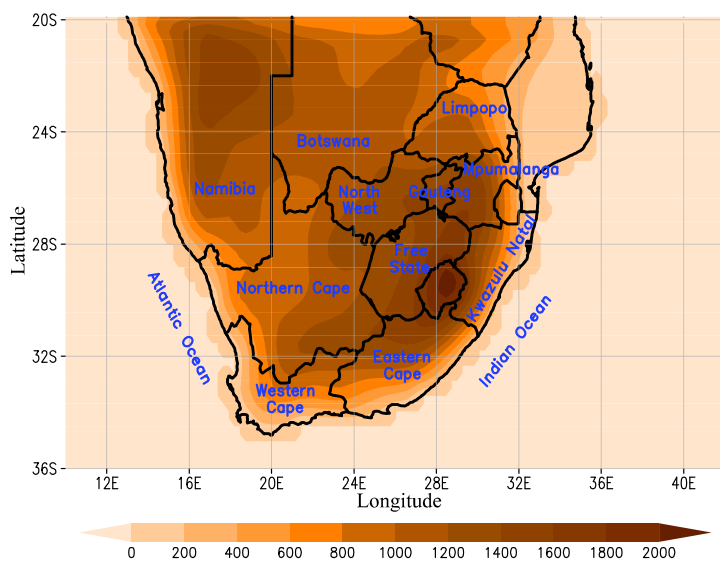 20S
Limpopo
24S
Botswana
Mpumalanga
Namibia
North
West
Gauteng
28S
Free
State
Kwazulu Natal
Northern Cape
Atlantic Ocean
Indian Ocean
32S
Eastern
Cape
Western
Cape
36S
Latitude
12E 16E 20E 24E 28E 32E 36E 40E
Longitude
0 200 400 600 800 1000 1200 1400 1600 1800 2000